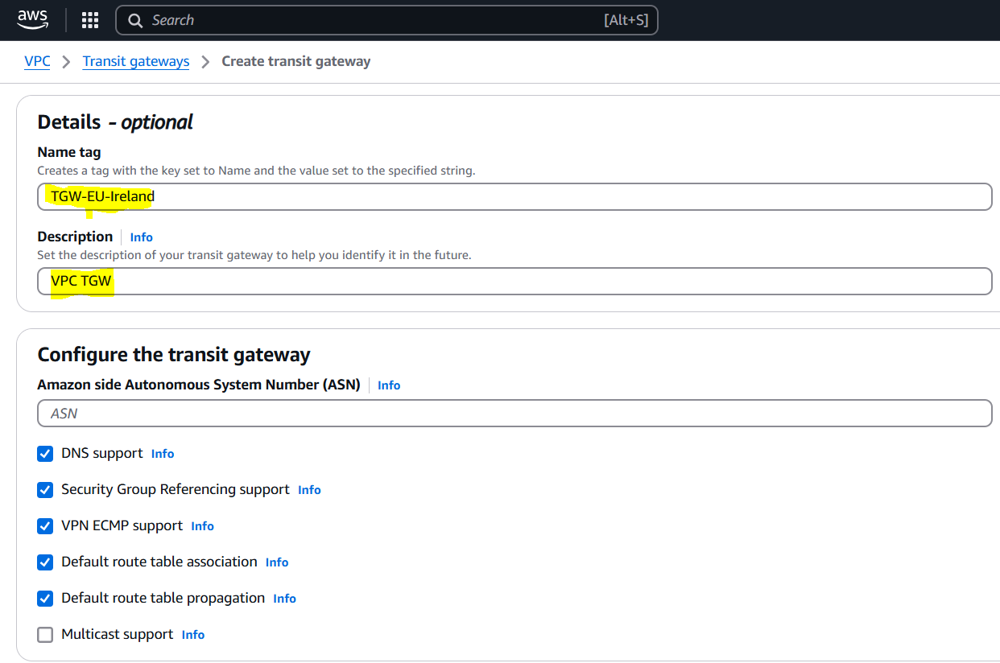 aws
Search [Alt+S]
VPC > Transit gateways > Create transit gateway
Details - optional
Name tag
Creates a tag with the key set to Name and the value set to the specified string.
TGW-EU-Ireland
Description Info
Set the description of your transit gateway to help you identify it in the future.
VPC TGW
Configure the transit gateway
Amazon side Autonomous System Number (ASN) Info
ASN
DNS support Info
Security Group Referencing support Info
VPN ECMP support Info
Default route table association Info
Default route table propagation Info
Multicast support Info